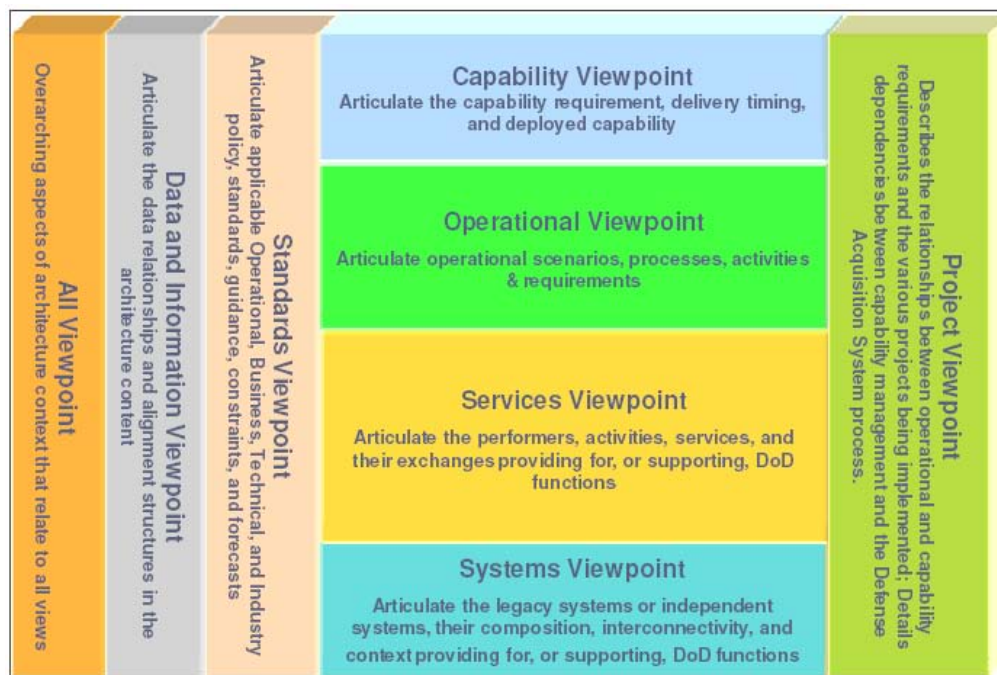 All Viewpoint
Overarching aspects of architecture context that relate to all views
Data and Information Viewpoint
Articulate the data relationships and alignment structures in the
architecture content
Standards Viewpoint
Articulate applicable Operational, Business, Technical, and Industry
policy, standards, guidance, constraints, and forecasts
Capability Viewpoint
Articulate the capability requirement, delivery timing,
and deployed capability
Operational Viewpoint
Articulate operational scenarios, processes, activities
& requirements
Services Viewpoint
Articulate the performers, activities, services, and
their exchanges providing for, or supporting, DoD
functions
Systems Viewpoint
Articulate the legacy systems or independent
systems, their composition, interconnectivity, and
context providing for, or supporting, DoD functions
Project Viewpoint
Describes the relationships between operational and capability
requirements and the various projects being implemented; Details
dependencies between capability management and the Defense
Acquisition System process.